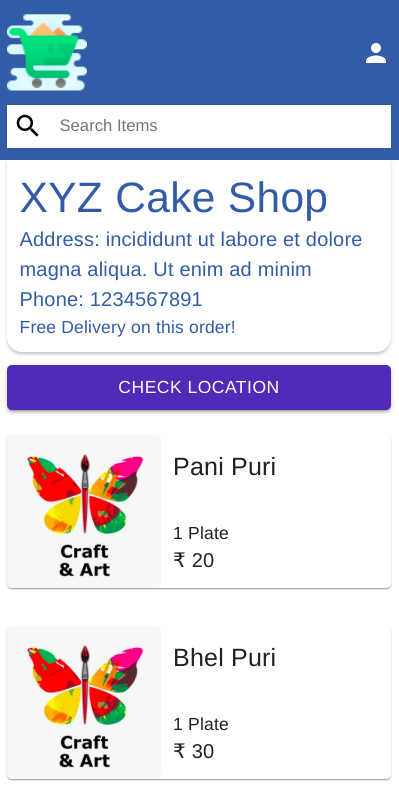 Search Items
XYZ Cake Shop
Address: incididunt ut labore et dolore
magna aliqua. Ut enim ad minim
Phone: 1234567891
Free Delivery on this order!
CHECK LOCATION
Craft
& Art
Pani Puri
1 Plate
₹ 20
Craft
& Art
Bhel Puri
1 Plate
₹ 30